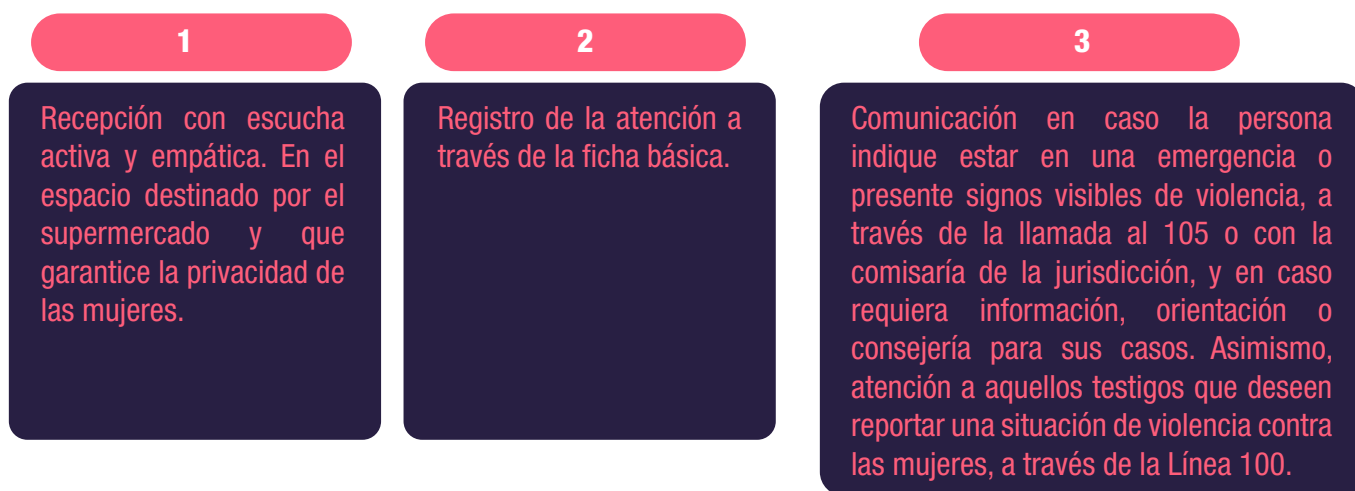 1
Recepción con escucha
activa y empática. En el
espacio destinado por el
supermercado y que
garantice la privacidad de
las mujeres.
2
Registro de la atención a
través de la ficha básica.
3
Comunicación en caso la persona
indique estar en una emergencia o
presente signos visibles de violencia, a
través de la llamada al 105 o con la
comisaría de la jurisdicción, y en caso
requiera información, orientación o
consejería para sus casos. Asimismo,
atención a aquellos testigos que deseen
reportar una situación de violencia contra
las mujeres, a través de la Línea 100.